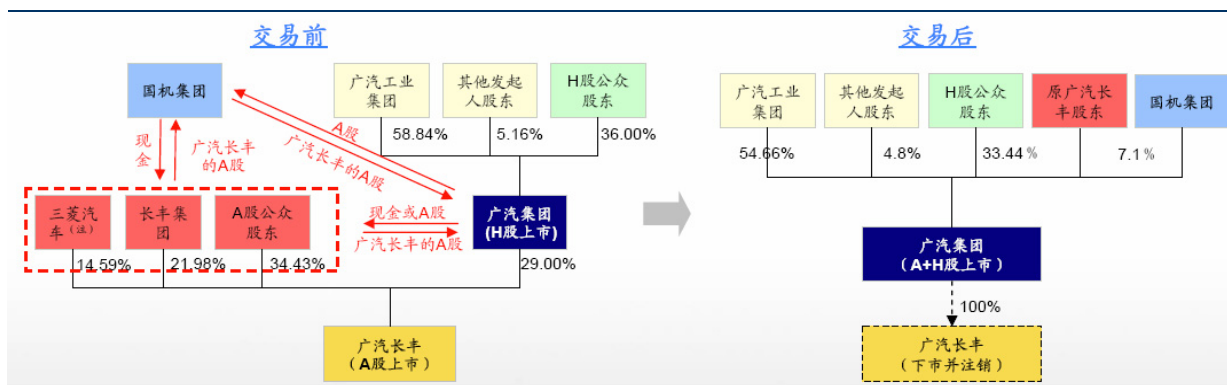 交易前
国机集团
广汽工业
集团
其他发起
人股东
H股公众
股东
58.84%
5.16%
36.00%
现金
广汽长丰
的A股
A股
广汽长丰的A股
三菱汽
车(注)
长丰集
团
A股公众
股东
现金或A股
广汽长丰的A股
广汽集团
(H股上市)
14.59%
21.98%
34.43%
29.00%
广汽长丰
(A股上市)
交易后
广汽工业
集团
其他发起
人股东
H股公众
股东
原广汽长
丰股东
国机集团
54.66%
4.8%
33.44%
7.1%
广汽集团
(A+H股上市)
100%
广汽长丰
(下市并注销)